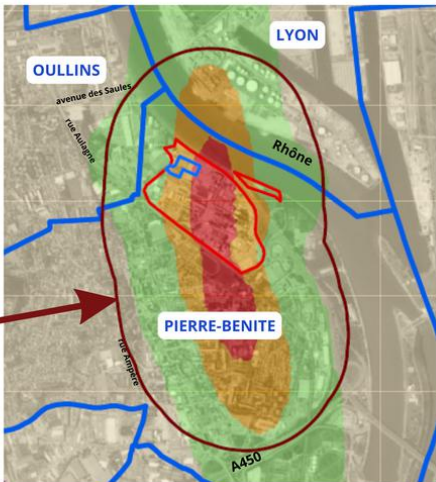 LYON
OULLINS
avenue des Saules
rue Aulagne
Rhône
PIERRE-BENITE
rue Ampère
A450